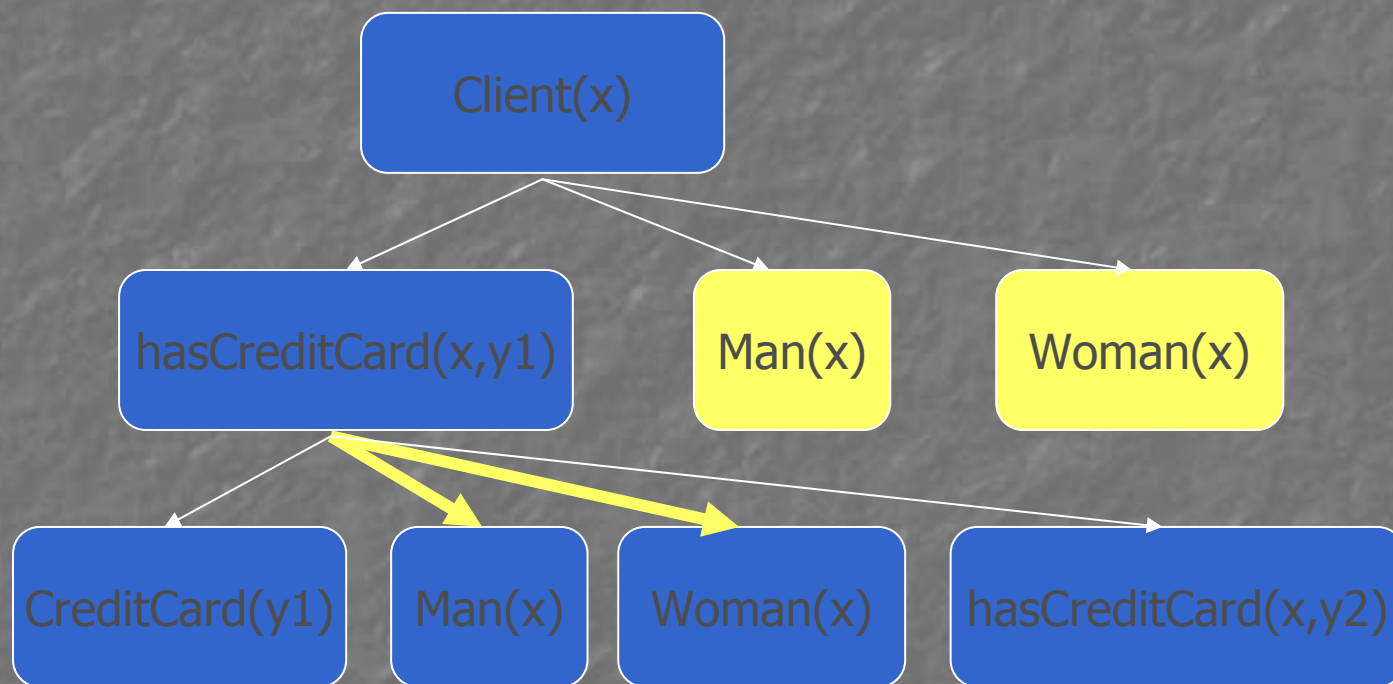 Client(x)
hasCreditCard(x,y1)
Man(x)
Woman(x)
CreditCard(y1)
Man(x)
Woman(x)
hasCreditCard(x,y2)